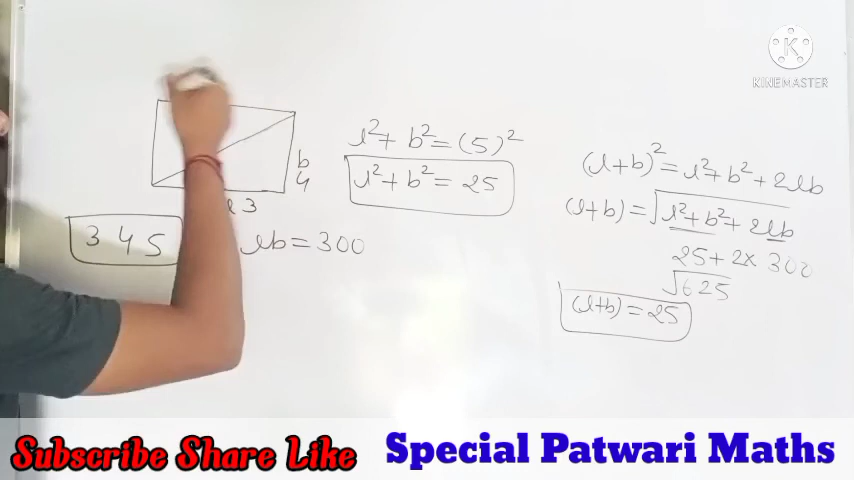 KINEMASTER
l² + b² = (5)²
l² + b² = 25
b
4
l 3
3 4 5
lb = 300
(l+b)² = l² + b² + 2lb
(l+b) = √l² + b² + 2lb
25 + 2x 300
√625
(l+b) = 25
Subscribe Share Like
Special Patwari Maths